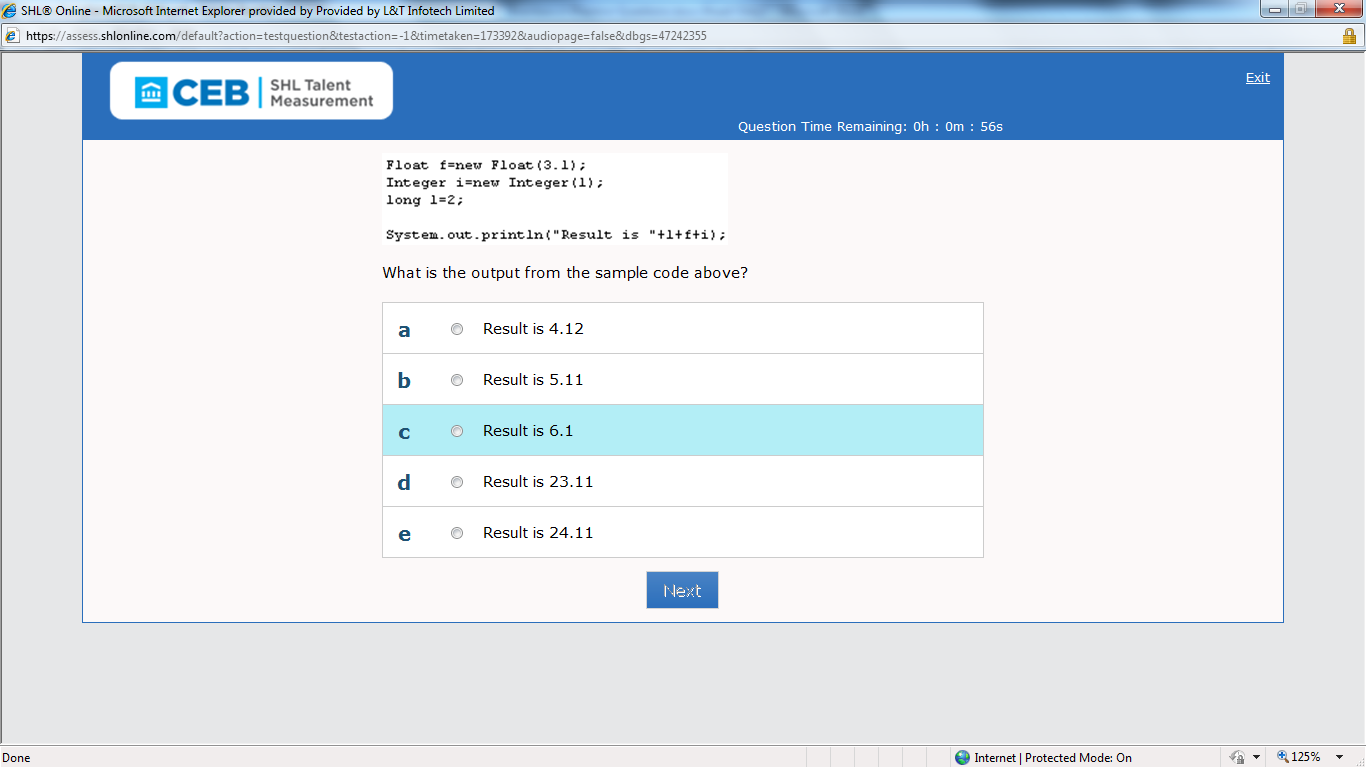 SHL® Online - Microsoft Internet Explorer provided by Provided by L&T Infotech Limited
https://assess.shlonline.com/default?action=testquestion&testaction=-1&timetaken=173392&audiopage=false&dbgs=47242355
CEB SHL Talent
Measurement
Exit
Question Time Remaining: 0h : 0m : 56s
Float f=new Float(3.1);
Integer i=new Integer(1);
long l=2;
System.out.println("Result is "+l+f+i);
What is the output from the sample code above?
a Result is 4.12
b Result is 5.11
c Result is 6.1
d Result is 23.11
e Result is 24.11
Next
Done Internet | Protected Mode: On 125%